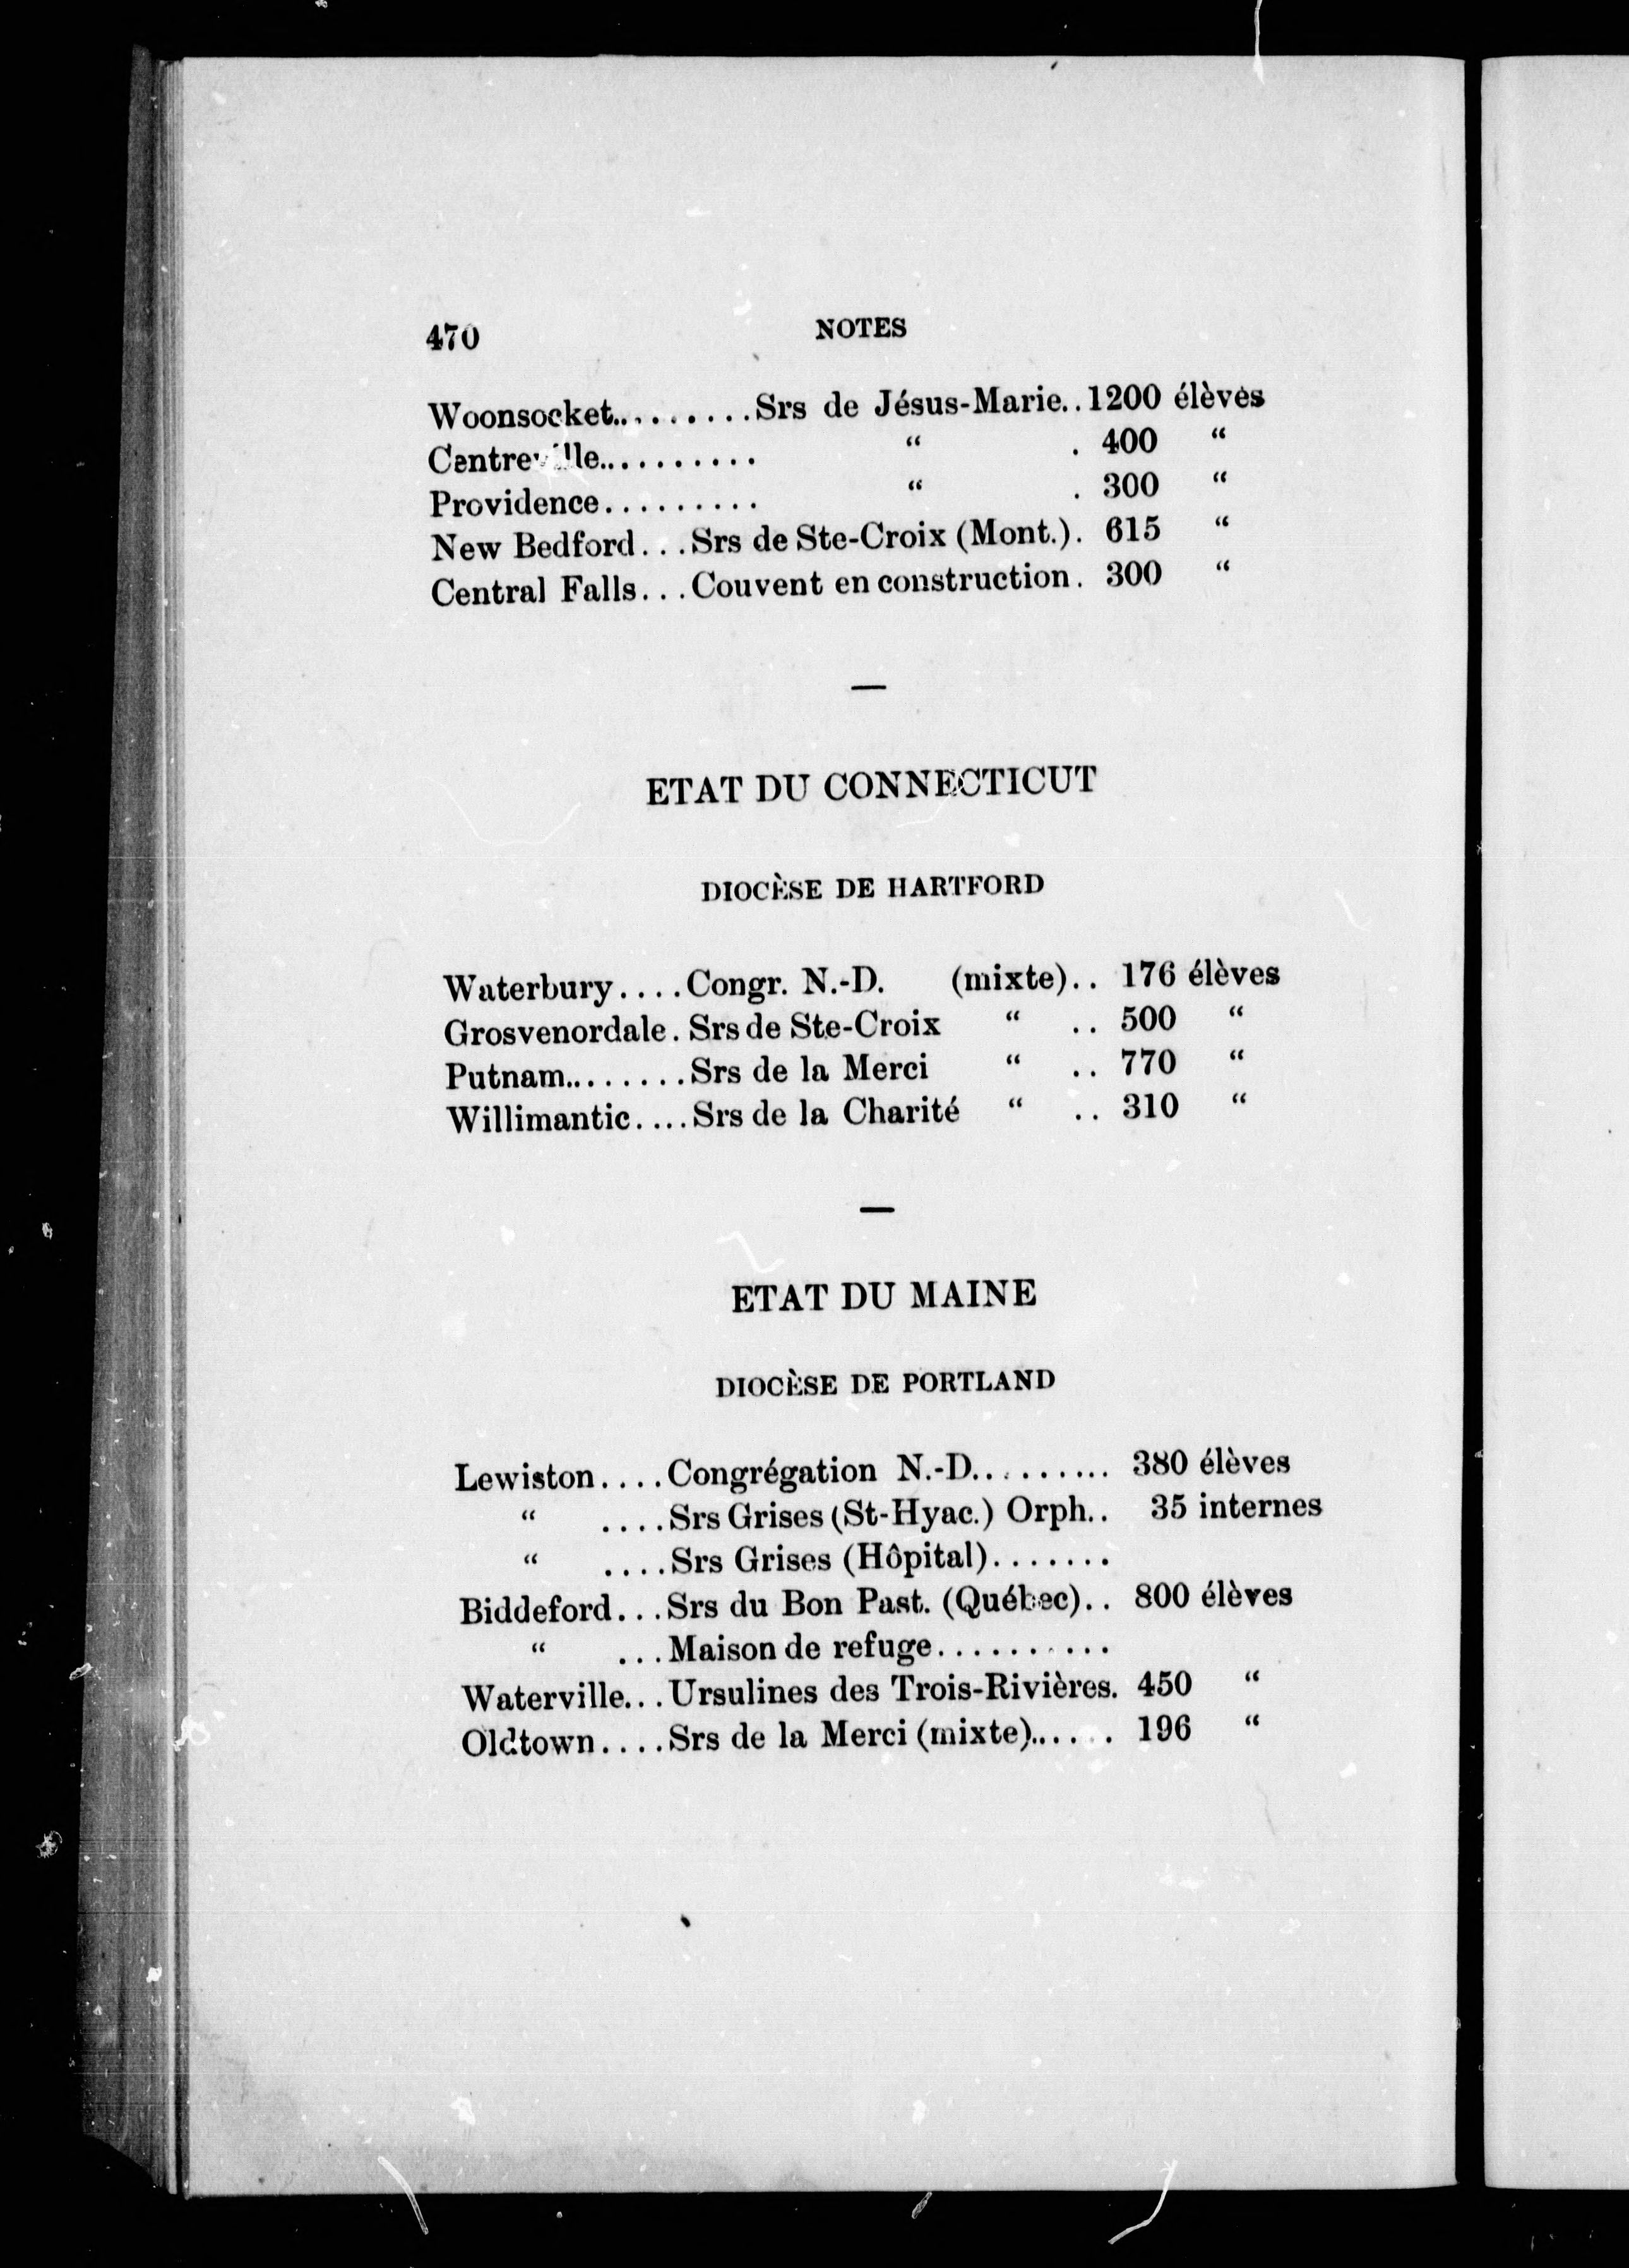 470 NOTES
Woonsocket.........Srs de Jésus-Marie..1200 élèves
Centreville.......... “ . 400 “
Providence......... “ . 300 “
New Bedford...Srs de Ste-Croix (Mont.). 615 “
Central Falls...Couvent en construction. 300 “
—
ETAT DU CONNECTICUT
DIOCÈSE DE HARTFORD
Waterbury....Congr. N.-D. (mixte).. 176 élèves
Grosvenordale. Srs de Ste-Croix “ .. 500 “
Putnam........Srs de la Merci “ .. 770 “
Willimantic....Srs de la Charité “ .. 310 “
—
ETAT DU MAINE
DIOCÈSE DE PORTLAND
Lewiston....Congrégation N.-D......... 380 élèves
“ ....Srs Grises (St-Hyac.) Orph.. 35 internes
“ ....Srs Grises (Hôpital).......
Biddeford...Srs du Bon Past. (Québec).. 800 élèves
“ ...Maison de refuge..........
Waterville...Ursulines des Trois-Rivières. 450 “
Oldtown....Srs de la Merci (mixte)...... 196 “